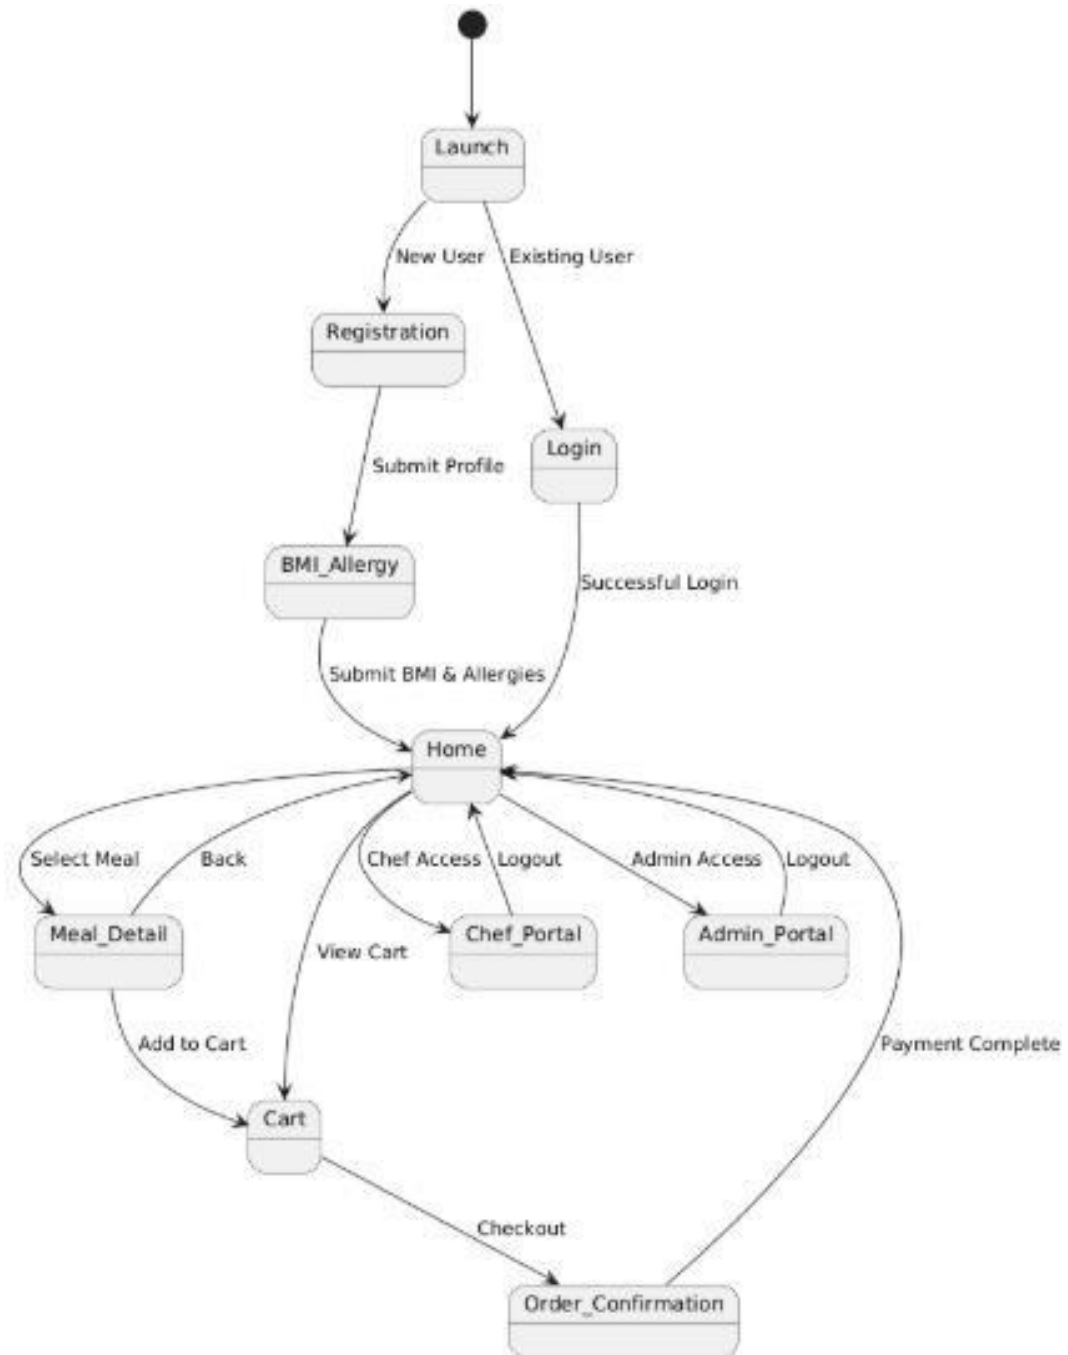 Launch
New User
Existing User
Registration
Login
Submit Profile
BMI_Allergy
Successful Login
Submit BMI & Allergies
Home
Select Meal
Back
Chef Access
Logout
Admin Access
Logout
Meal_Detail
View Cart
Chef_Portal
Admin_Portal
Add to Cart
Payment Complete
Cart
Checkout
Order_Confirmation